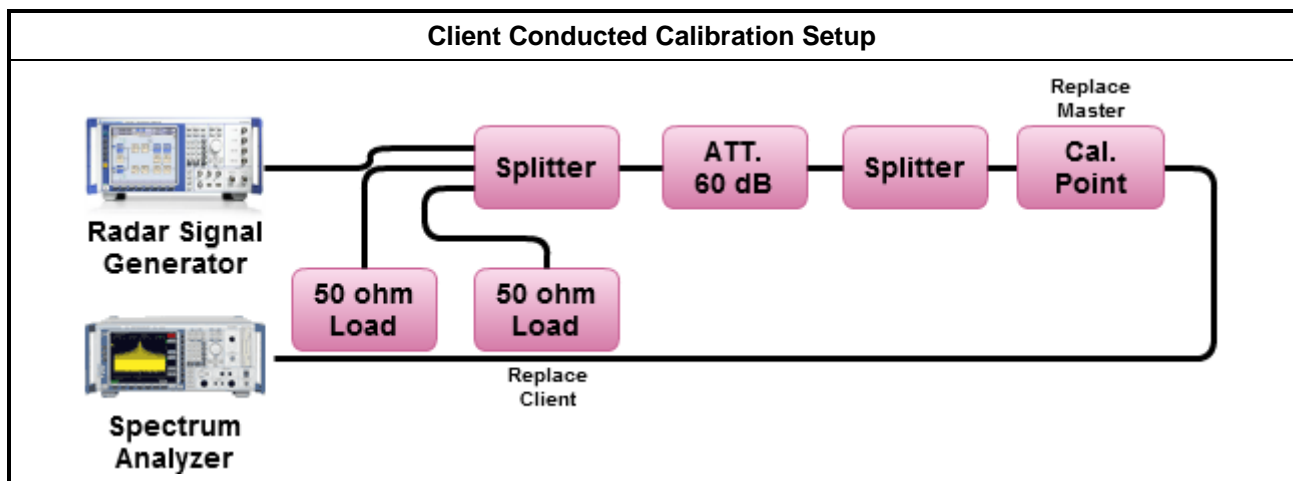 Client Conducted Calibration Setup
Replace
Master
Splitter
ATT.
60 dB
Splitter
Cal.
Point
Radar Signal
Generator
50 ohm
Load
50 ohm
Load
Replace
Client
Spectrum
Analyzer